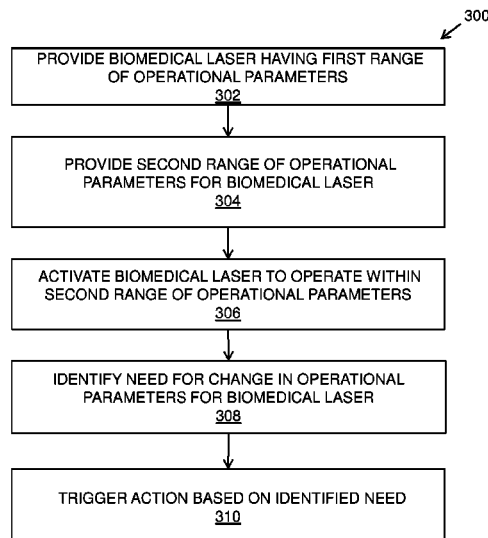 300
PROVIDE BIOMEDICAL LASER HAVING FIRST RANGE
OF OPERATIONAL PARAMETERS
302
PROVIDE SECOND RANGE OF OPERATIONAL
PARAMETERS FOR BIOMEDICAL LASER
304
ACTIVATE BIOMEDICAL LASER TO OPERATE WITHIN
SECOND RANGE OF OPERATIONAL PARAMETERS
306
IDENTIFY NEED FOR CHANGE IN OPERATIONAL
PARAMETERS FOR BIOMEDICAL LASER
308
TRIGGER ACTION BASED ON IDENTIFIED NEED
310